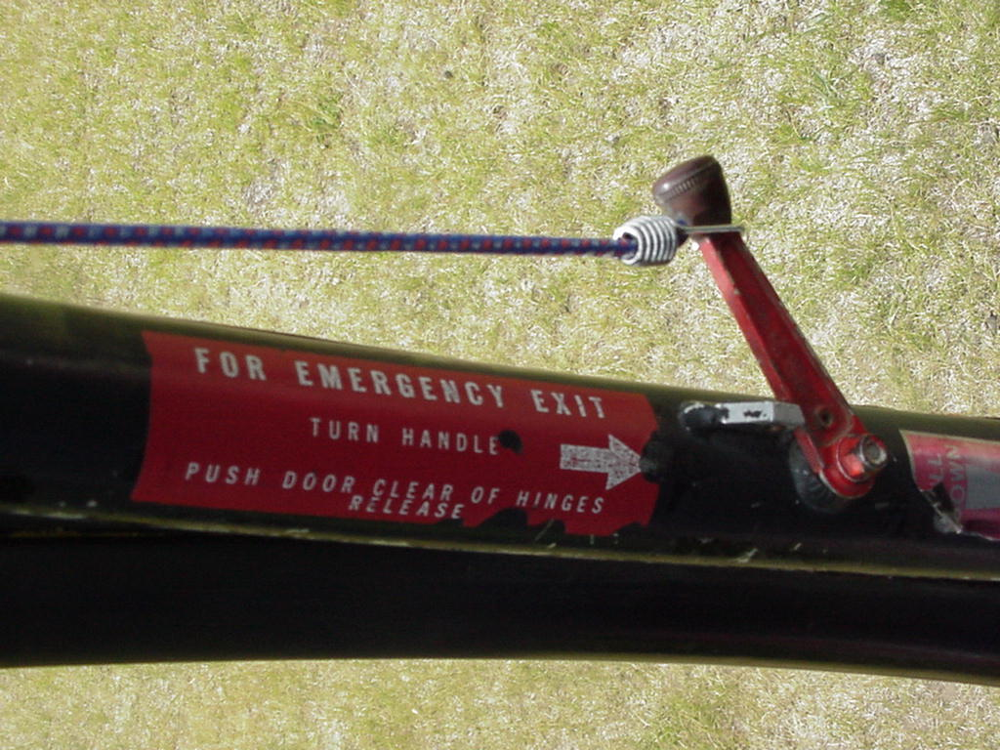 FOR EMERGENCY EXIT
TURN HANDLE
PUSH DOOR CLEAR OF HINGES
RELEASE